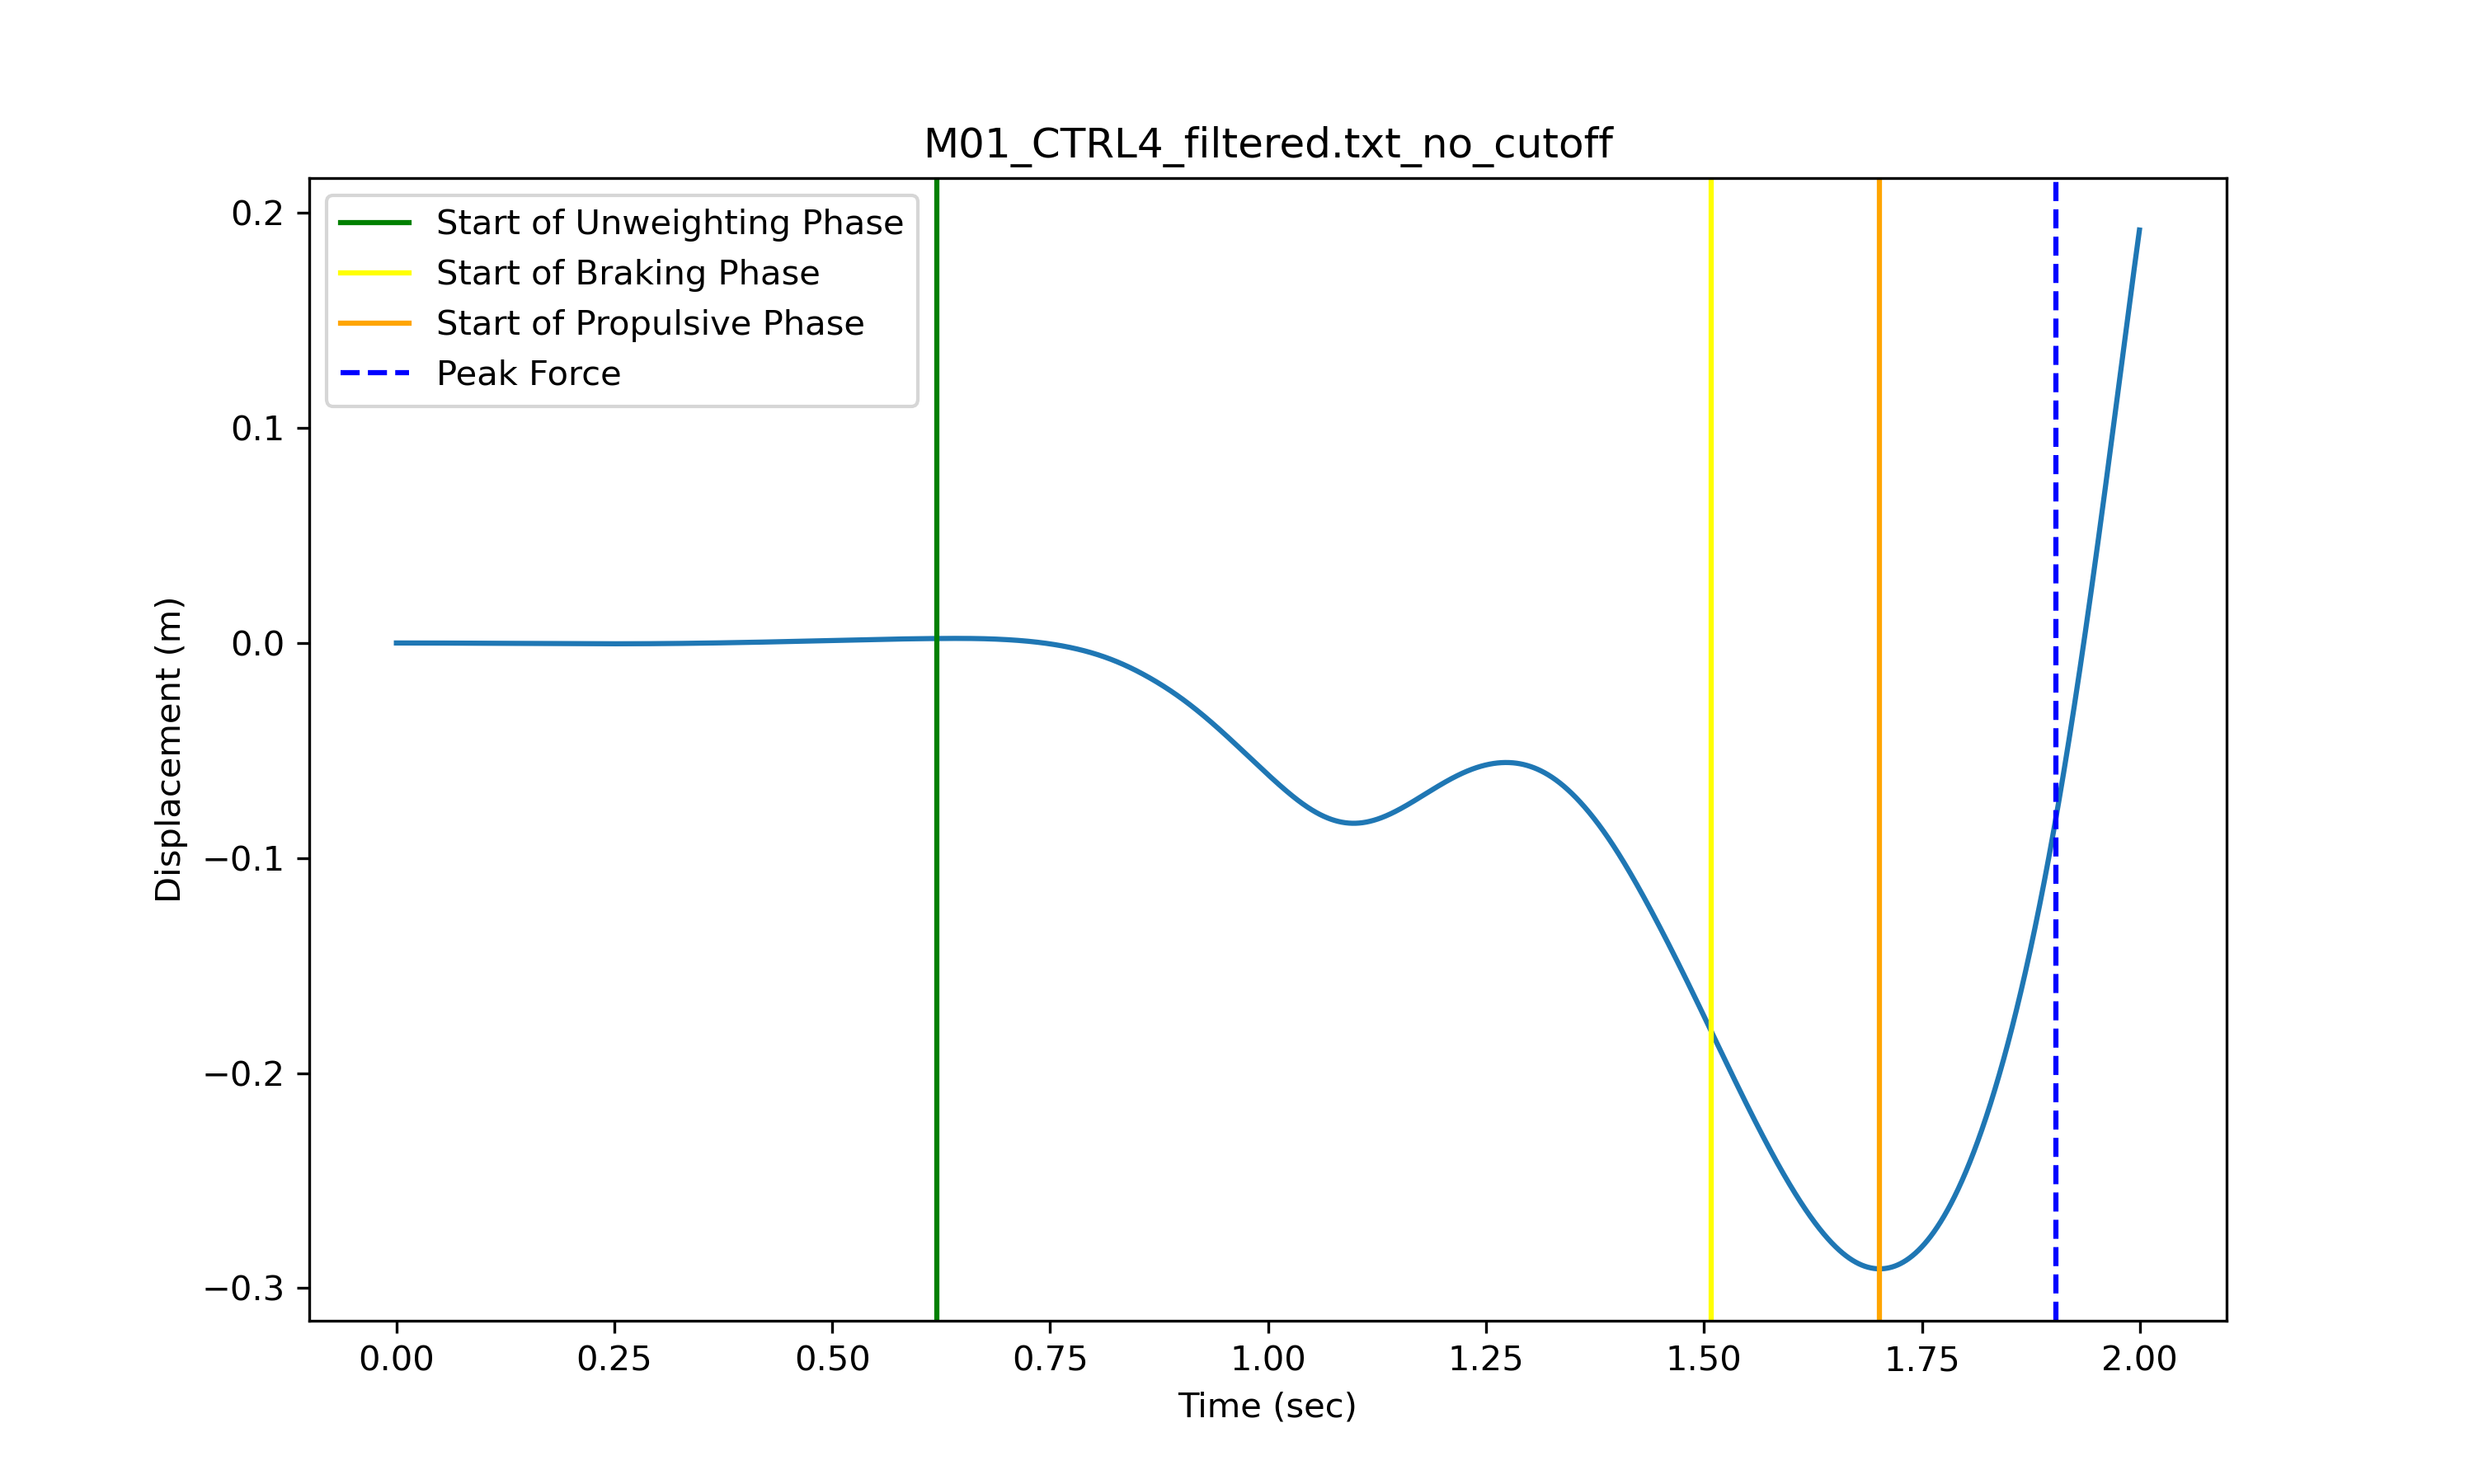 M01_CTRL4_filtered.txt_no_cutoff
Start of Unweighting Phase
Start of Braking Phase
Start of Propulsive Phase
Peak Force
0.2
0.1
0.0
−0.1
−0.2
−0.3
Displacement (m)
0.00 0.25 0.50 0.75 1.00 1.25 1.50 1.75 2.00
Time (sec)